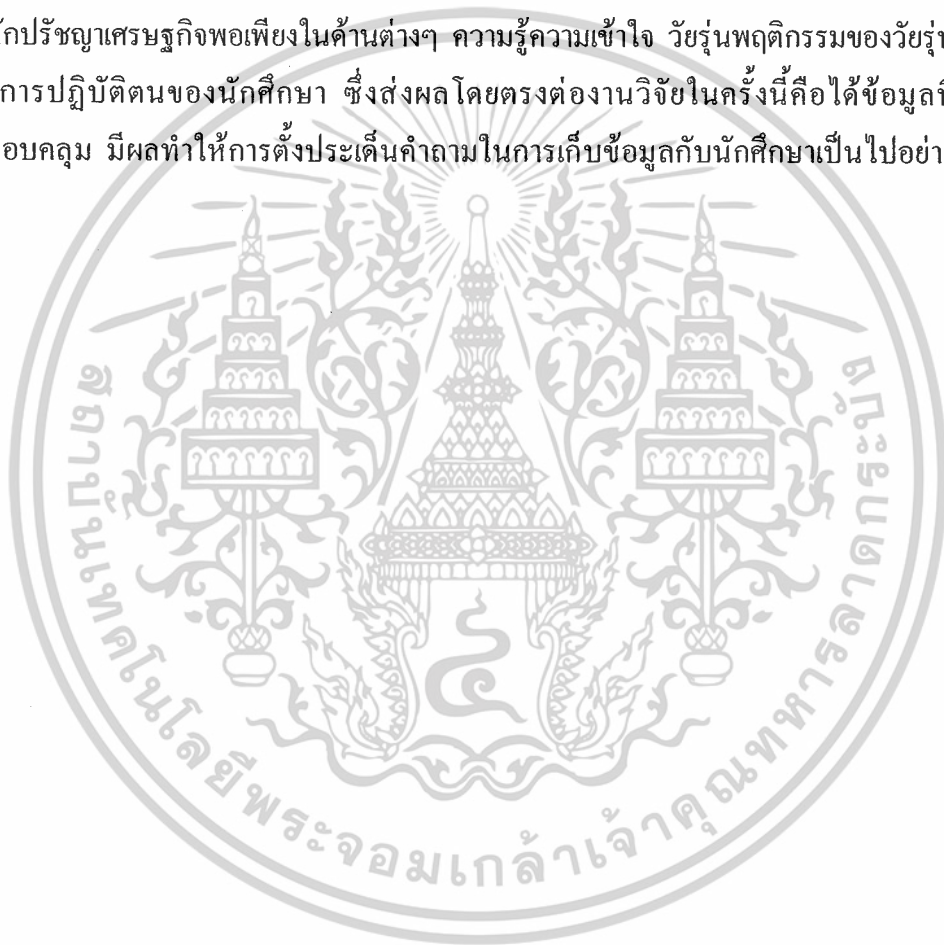 กปรัชญาเศรษฐกิจพอเพียงในด้านต่างๆ ความรู้ความเข้าใจ วัยรุ่นพฤติกรรมของวัยรุ่น
การปฏิบัติตนของนักศึกษา ซึ่งส่งผลโดยตรงต่องานวิจัยในครั้งนี้คือได้ข้อมูลที
อบคลุม มีผลทำให้การตั้งประเด็นคำถามในการเก็บข้อมูลกับนักศึกษาเป็นไปอย่า
๔
สถาบันเทคโนโลยีพระจอมเกล้าเจ้าคุณทหารลาดกระบัง